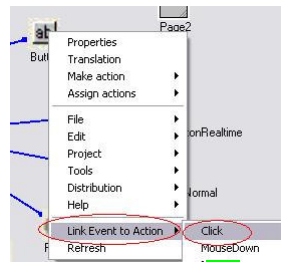 ab
Page2
But
Properties
Translation
Make action
Assign actions
File
Edit
onRealtime
Project
Tools
Distribution
Normal
Help
Link Event to Action
Click
Refresh
MouseDown